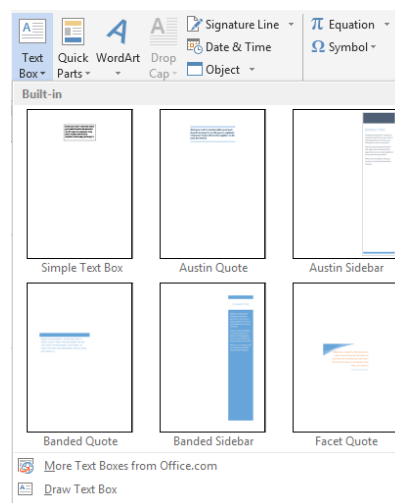 Text Box
Quick Parts
WordArt
Drop Cap
Signature Line
Date & Time
Object
π Equation
Ω Symbol
Built-in
Simple Text Box
Austin Quote
Austin Sidebar
Banded Quote
Banded Sidebar
Facet Quote
More Text Boxes from Office.com
Draw Text Box